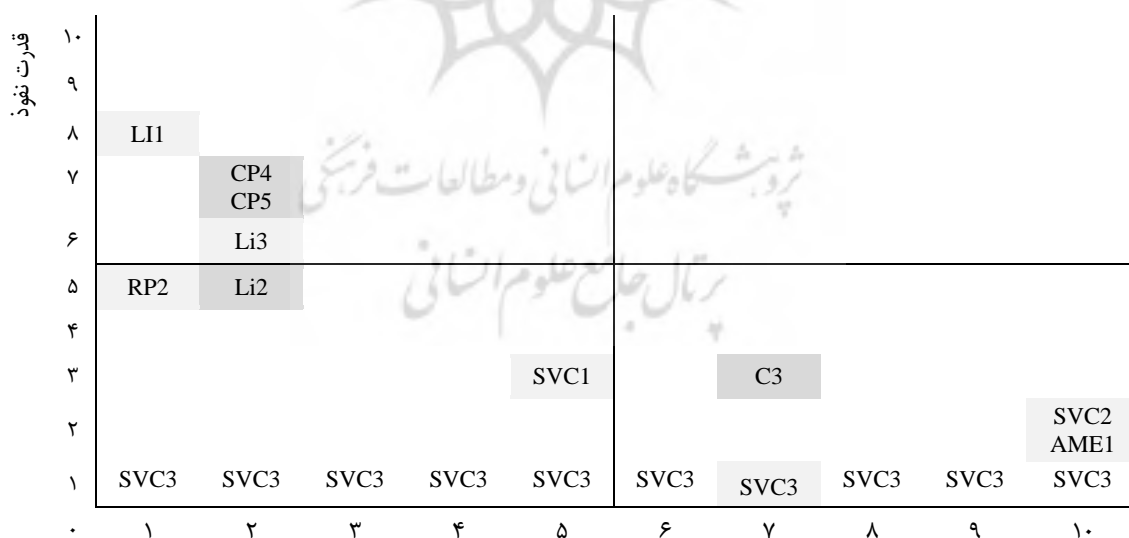 قدرت نفوذ
۱۰
۹
۸ LI1
۷ CP4
CP5
۶ Li3
۵ RP2 Li2
۴
۳ SVC1 C3
۲ SVC2
AME1
۱ SVC3 SVC3 SVC3 SVC3 SVC3 SVC3 SVC3 SVC3 SVC3 SVC3
۰ ۱ ۲ ۳ ۴ ۵ ۶ ۷ ۸ ۹ ۱۰
پژوهشگاه علوم انسانی و مطالعات فرهنگی
پرتال جامع علوم انسانی